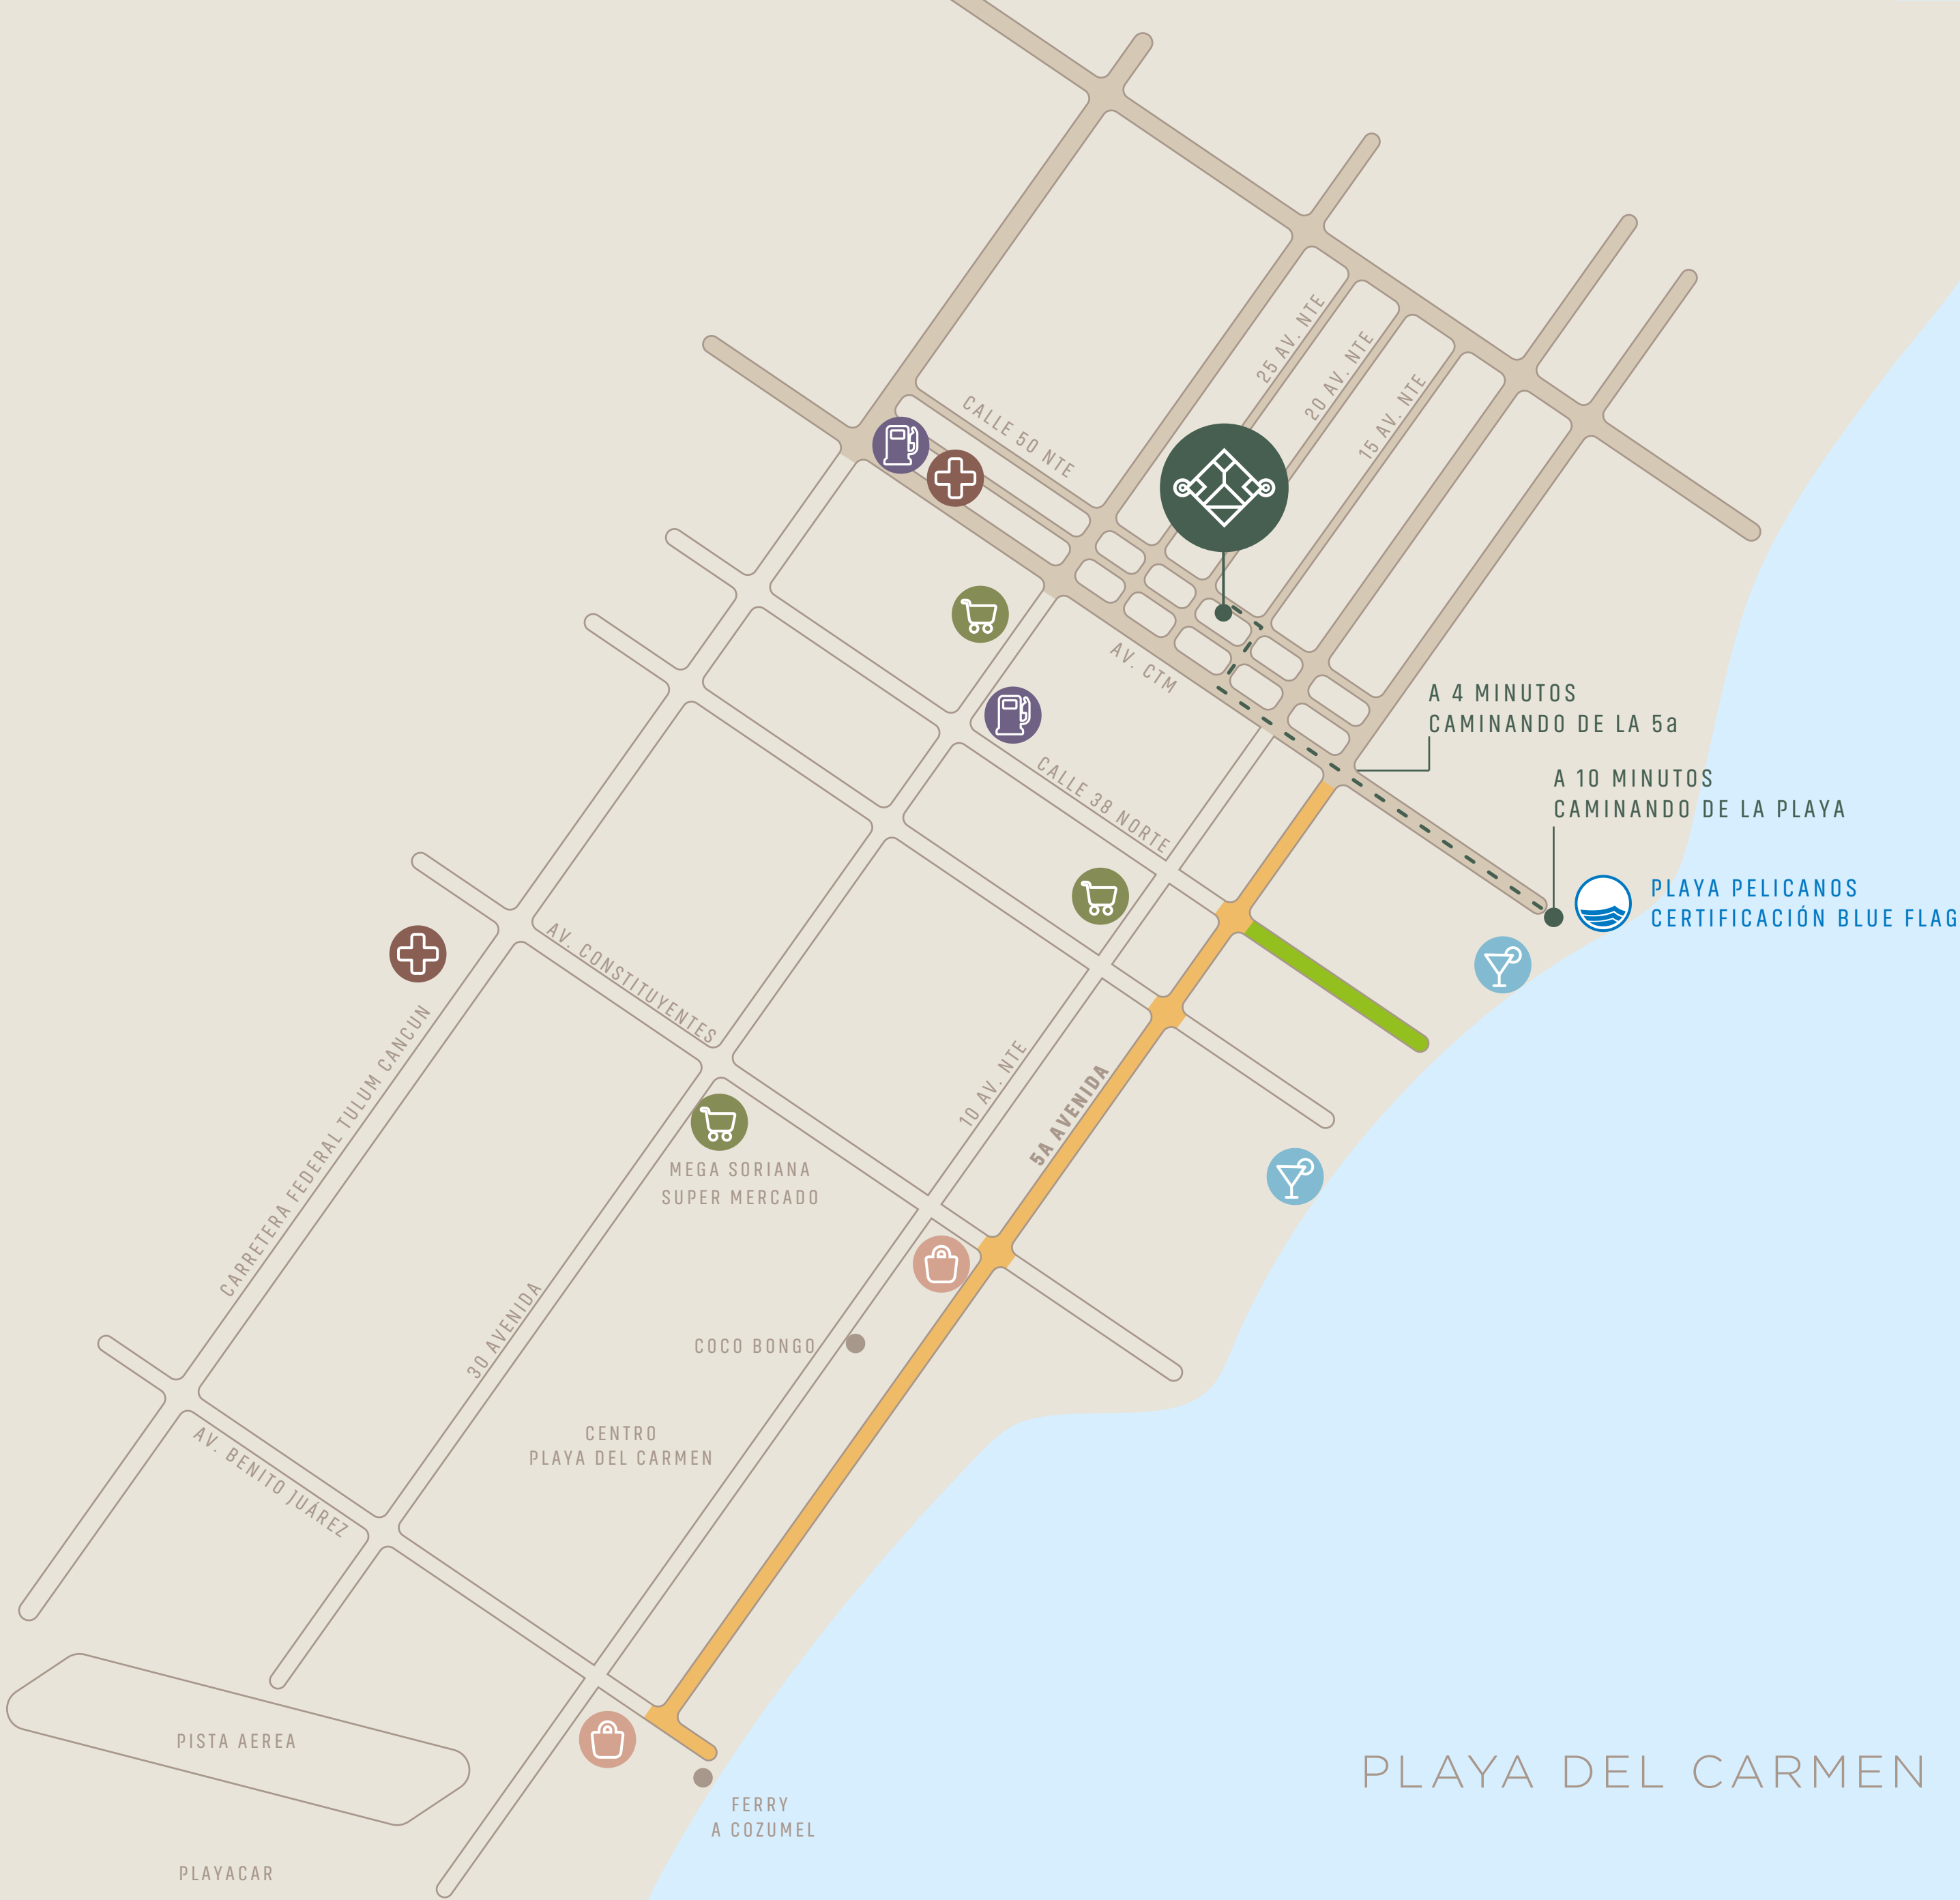 25 AV. NTE
20 AV. NTE
15 AV. NTE
CALLE 50 NTE
AV. CTM
A 4 MINUTOS
CAMINANDO DE LA 5a
A 10 MINUTOS
CAMINANDO DE LA PLAYA
CALLE 38 NORTE
PLAYA PELICANOS
CERTIFICACIÓN BLUE FLAG
AV. CONSTITUYENTES
CARRETERA FEDERAL TULUM CANCUN
10 AV. NTE
5A AVENIDA
MEGA SORIANA
SUPER MERCADO
30 AVENIDA
COCO BONGO
CENTRO
PLAYA DEL CARMEN
AV. BENITO JUÁREZ
PISTA AEREA
PLAYA DEL CARMEN
FERRY
A COZUMEL
PLAYACAR